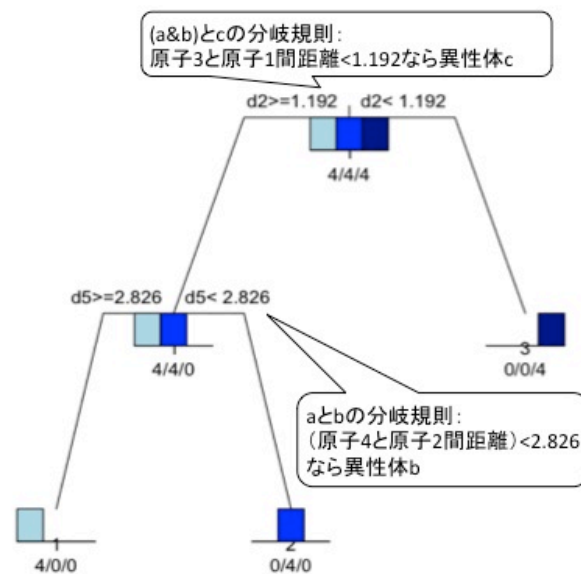 (a&b)とcの分岐規則：
原子3と原子1間距離<1.192なら異性体c
d2>=1.192 d2< 1.192
4/4/4
d5>=2.826 d5< 2.826
4/4/0
3
0/0/4
aとbの分岐規則：
（原子4と原子2間距離）<2.826
なら異性体b
1
4/0/0
2
0/4/0